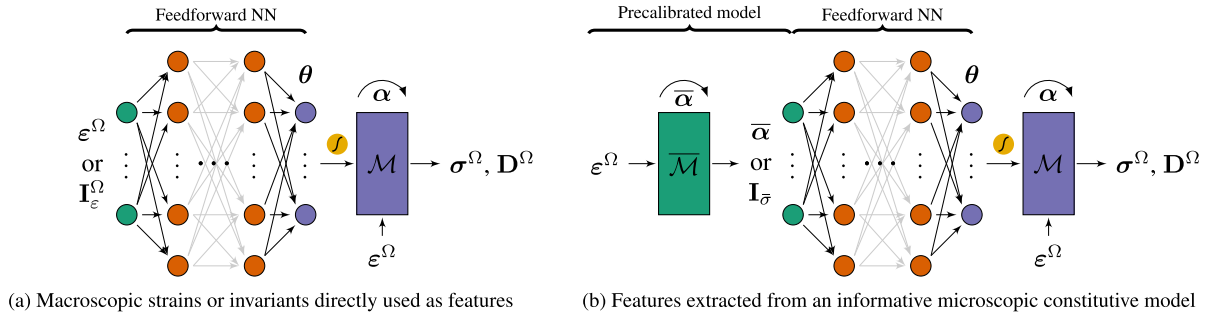 Feedforward NN
θ
α
ε^Ω
or
I_ε^Ω
∫
M
σ^Ω, D^Ω
ε^Ω
(a) Macroscopic strains or invariants directly used as features
Precalibrated model
Feedforward NN
θ
α̅
α
ε^Ω
M̅
α̅
or
I_σ̅
∫
M
σ^Ω, D^Ω
ε^Ω
(b) Features extracted from an informative microscopic constitutive model